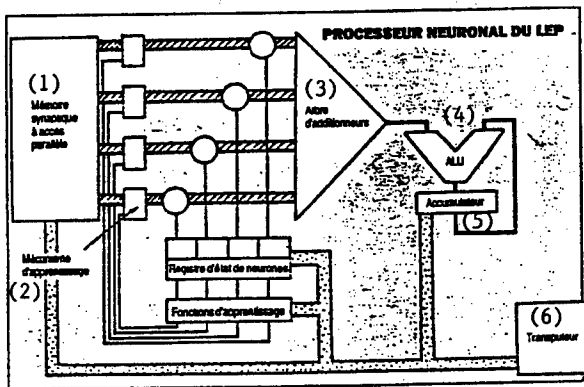 PROCESSEUR NEURONAL DU LEP
(1)
Mémoire
synaptique
à accès
parallèle
(3)
Arbre
d'additionneurs
(4)
ALU
Accumulateur
(5)
Mécanisme
d'apprentissage
(2)
Registre d'état de neurones
Fonctions d'apprentissage
(6)
Transputer